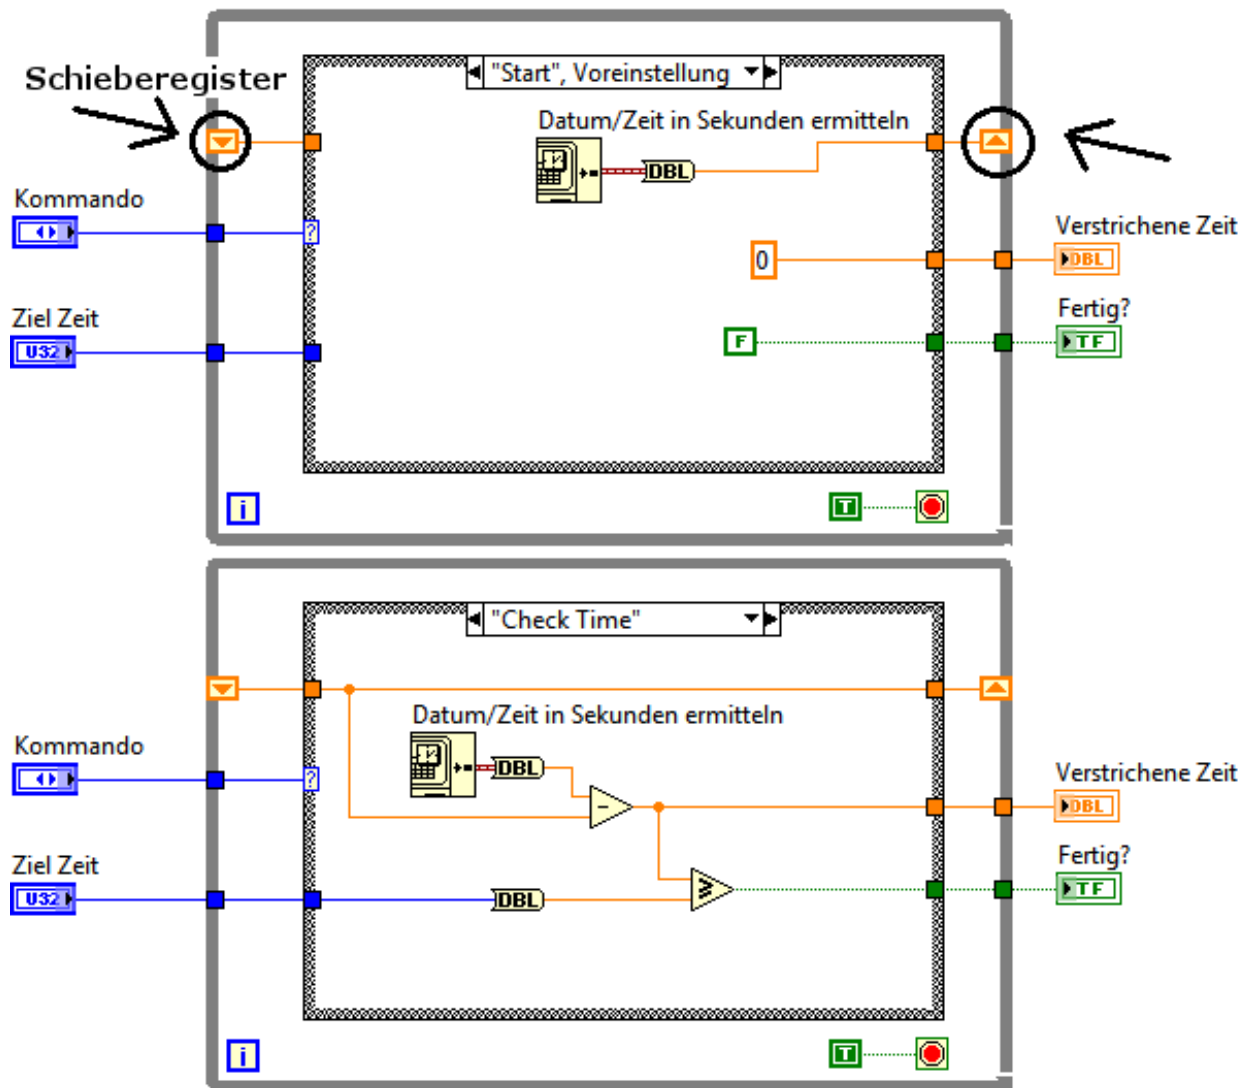 "Start", Voreinstellung
Schieberegister
Datum/Zeit in Sekunden ermitteln
DBL
Kommando
?
Verstrichene Zeit
0
DBL
Ziel Zeit
Fertig?
U32
F
TF
i
T
"Check Time"
Datum/Zeit in Sekunden ermitteln
Kommando
DBL
?
Verstrichene Zeit
-
DBL
Ziel Zeit
Fertig?
≥
U32
DBL
TF
i
T